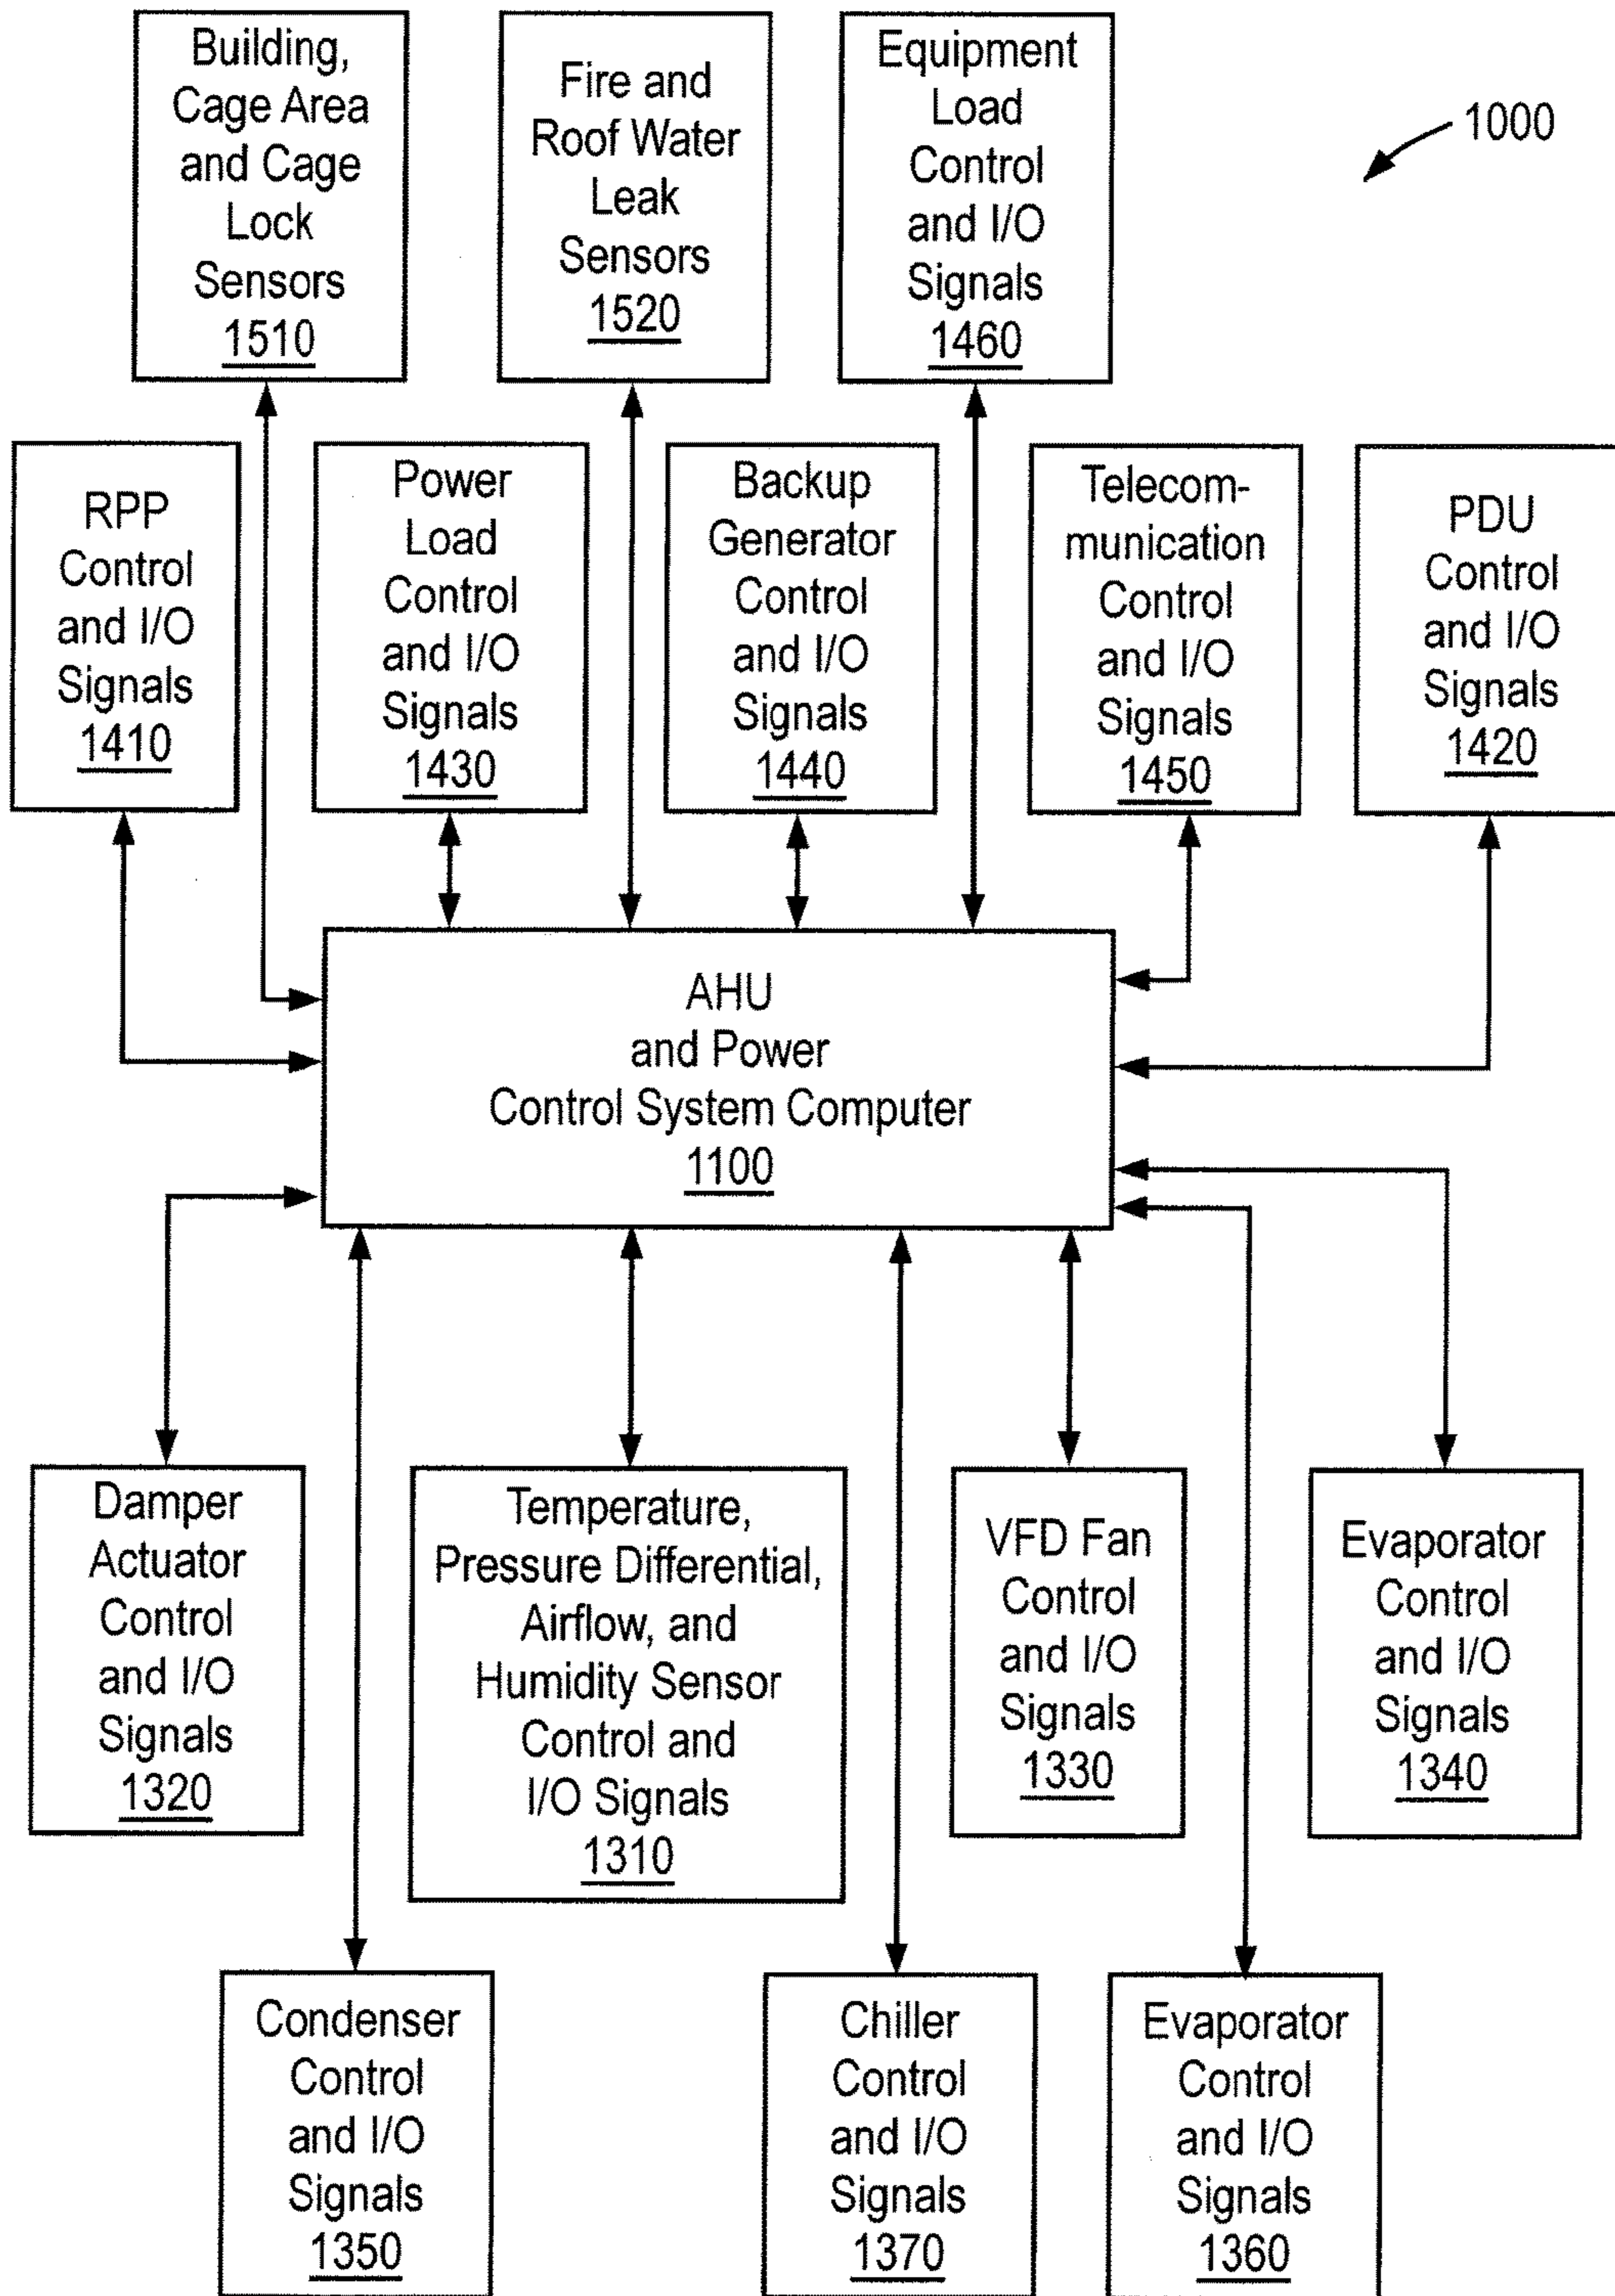 Building,
Cage Area
and Cage
Lock
Sensors
1510
Fire and
Roof Water
Leak
Sensors
1520
Equipment
Load
Control
and I/O
Signals
1460
1000
RPP
Control
and I/O
Signals
1410
Power
Load
Control
and I/O
Signals
1430
Backup
Generator
Control
and I/O
Signals
1440
Telecom-
munication
Control
and I/O
Signals
1450
PDU
Control
and I/O
Signals
1420
AHU
and Power
Control System Computer
1100
Damper
Actuator
Control
and I/O
Signals
1320
Temperature,
Pressure Differential,
Airflow, and
Humidity Sensor
Control and
I/O Signals
1310
VFD Fan
Control
and I/O
Signals
1330
Evaporator
Control
and I/O
Signals
1340
Condenser
Control
and I/O
Signals
1350
Chiller
Control
and I/O
Signals
1370
Evaporator
Control
and I/O
Signals
1360